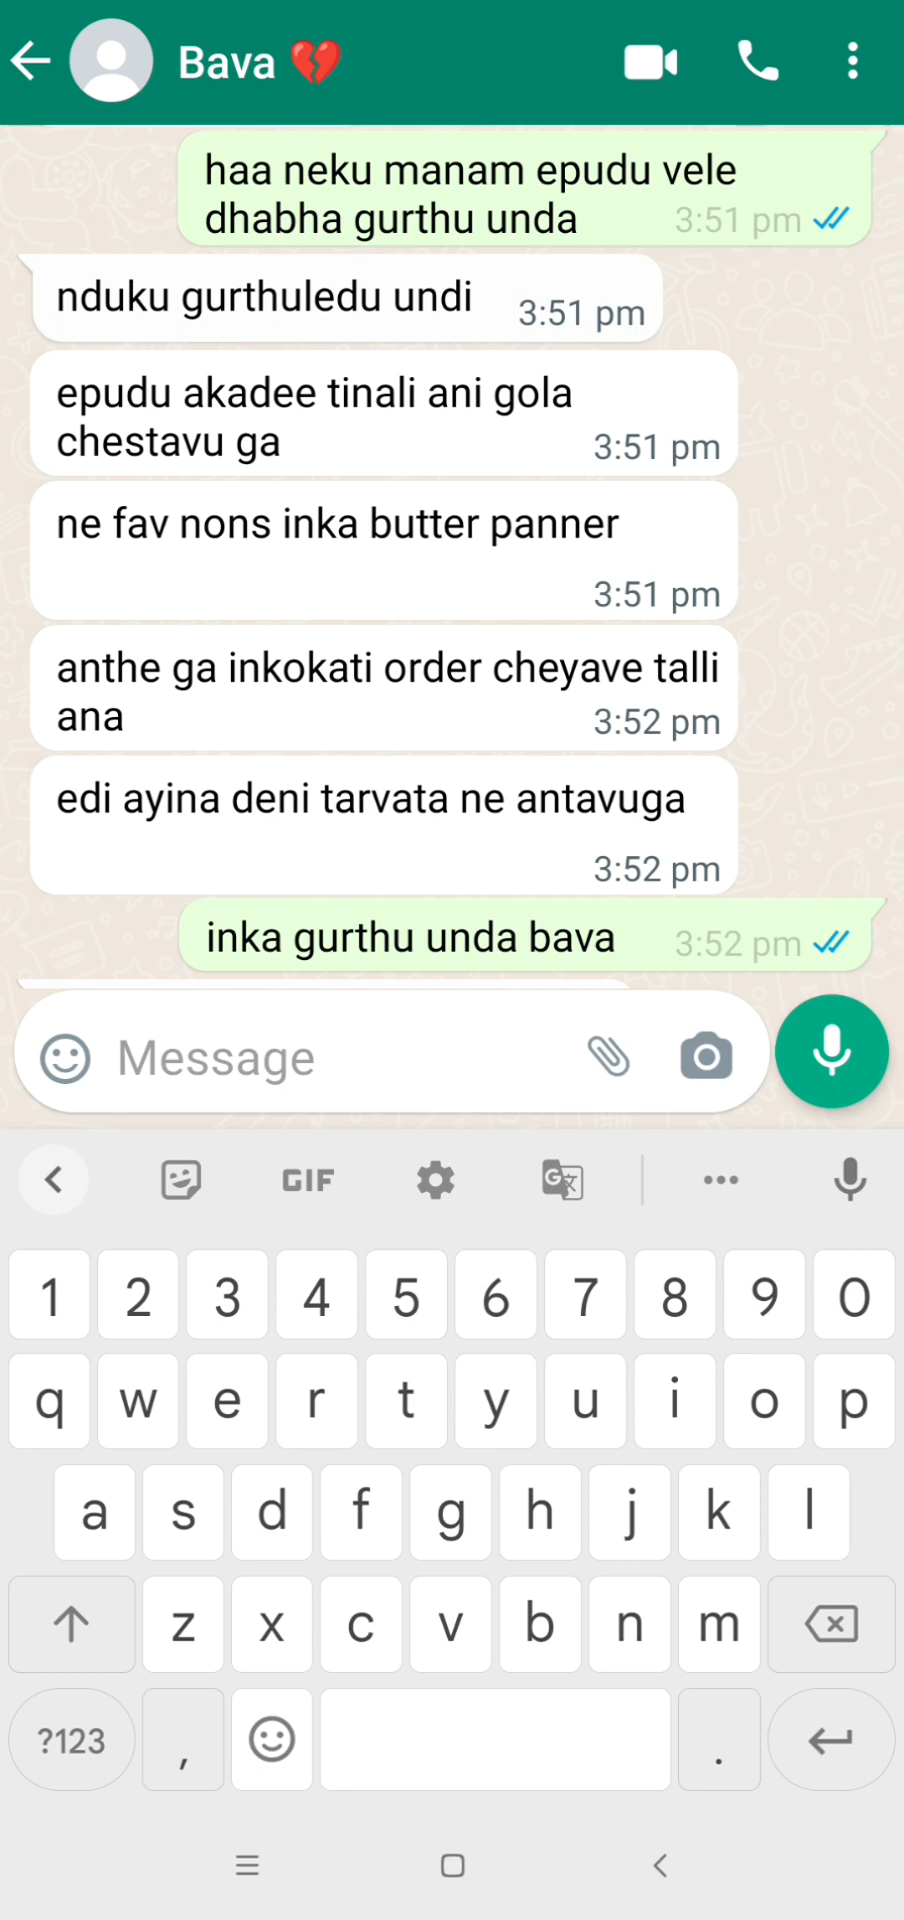 Bava 💔
haa neku manam epudu vele
dhabha gurthu unda 3:51 pm
nduku gurthuledu undi 3:51 pm
epudu akadee tinali ani gola
chestavu ga 3:51 pm
ne fav nons inka butter panner
3:51 pm
anthe ga inkokati order cheyave talli
ana 3:52 pm
edi ayina deni tarvata ne antavuga
3:52 pm
inka gurthu unda bava 3:52 pm
Message
GIF
1 2 3 4 5 6 7 8 9 0
q w e r t y u i o p
a s d f g h j k l
z x c v b n m
?123 , .